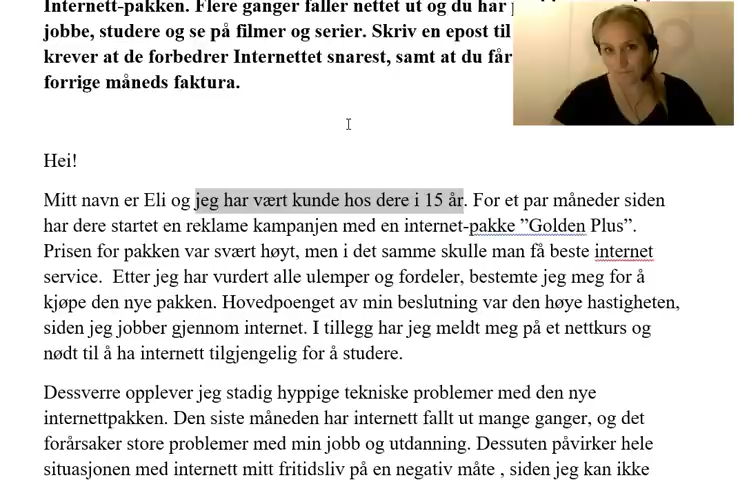 Internett-pakken. Flere ganger faller nettet ut og du har
jobbe, studere og se på filmer og serier. Skriv en epost til
krever at de forbedrer Internettet snarest, samt at du får
forrige måneds faktura.
Hei!
Mitt navn er Eli og jeg har vært kunde hos dere i 15 år. For et par måneder siden
har dere startet en reklame kampanjen med en internet-pakke ”Golden Plus”.
Prisen for pakken var svært høyt, men i det samme skulle man få beste internet
service.  Etter jeg har vurdert alle ulemper og fordeler, bestemte jeg meg for å
kjøpe den nye pakken. Hovedpoenget av min beslutning var den høye hastigheten,
siden jeg jobber gjennom internet. I tillegg har jeg meldt meg på et nettkurs og
nødt til å ha internett tilgjengelig for å studere.
Dessverre opplever jeg stadig hyppige tekniske problemer med den nye
internettpakken. Den siste måneden har internett fallt ut mange ganger, og det
forårsaker store problemer med min jobb og utdanning. Dessuten påvirker hele
situasjonen med internett mitt fritidsliv på en negativ måte , siden jeg kan ikke